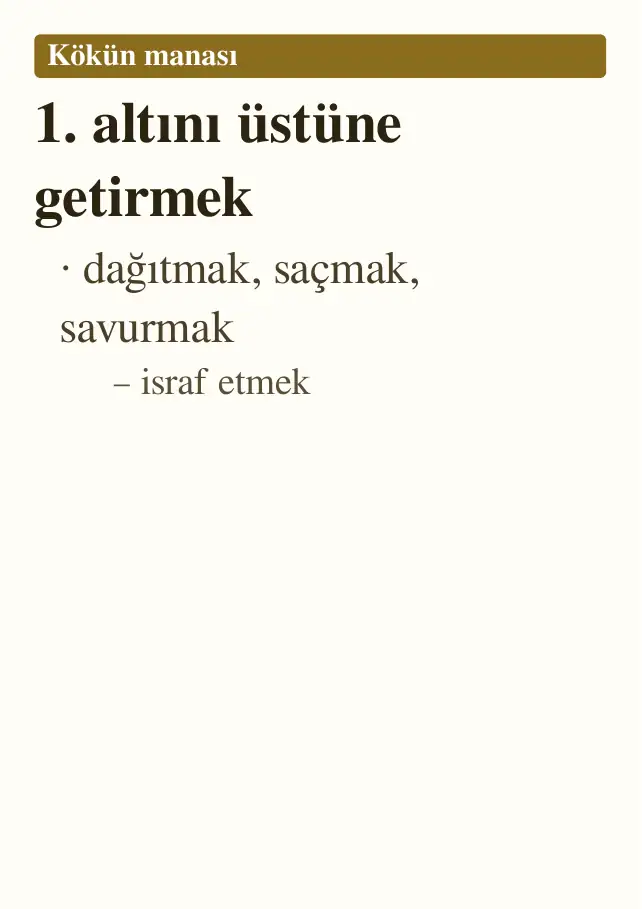 Kökün manası
1. altını üstüne
getirmek
· dağıtmak, saçmak,
savurmak
– israf etmek